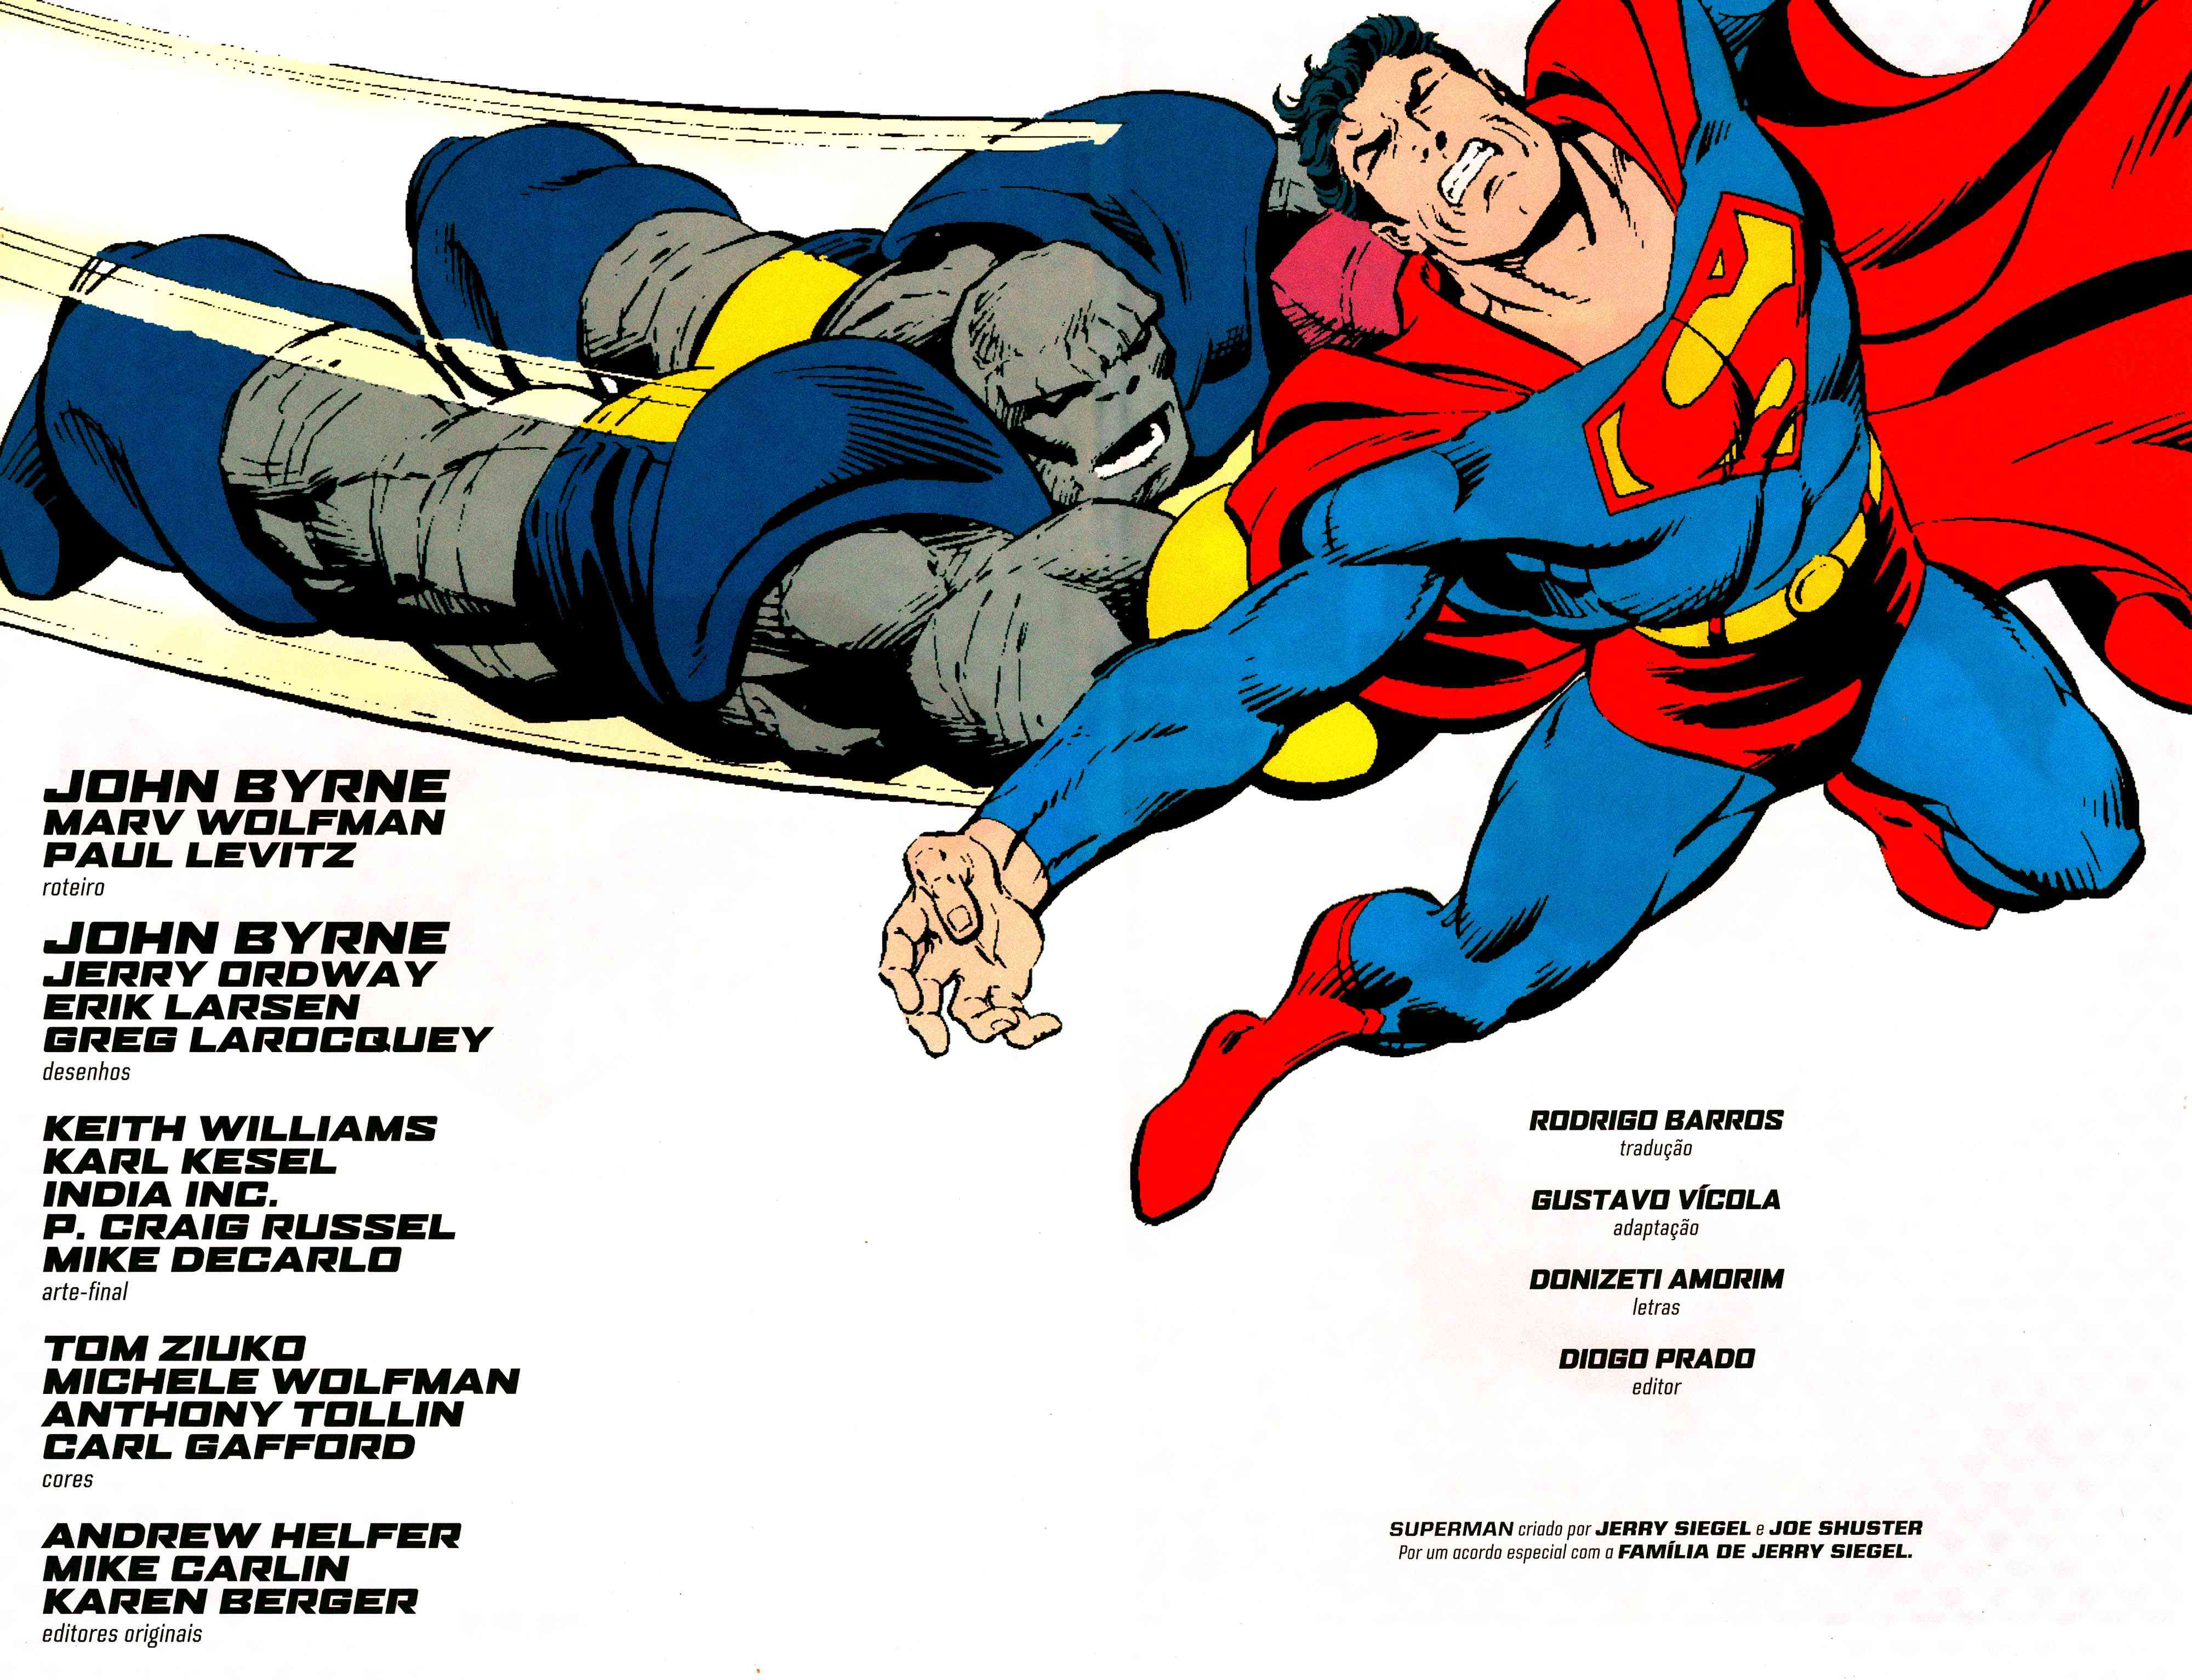 JOHN BYRNE
MARV WOLFMAN
PAUL LEVITZ
roteiro
JOHN BYRNE
JERRY ORDWAY
ERIK LARSEN
GREG LAROCQUEY
desenhos
KEITH WILLIAMS
KARL KESEL
INDIA INC.
P. CRAIG RUSSEL
MIKE DECARLO
arte-final
TOM ZIUKO
MICHELE WOLFMAN
ANTHONY TOLLIN
CARL GAFFORD
cores
ANDREW HELFER
MIKE CARLIN
KAREN BERGER
editores originais
RODRIGO BARROS
tradução
GUSTAVO VÍCOLA
adaptação
DONIZETI AMORIM
letras
DIOGO PRADO
editor
SUPERMAN criado por JERRY SIEGEL e JOE SHUSTER
Por um acordo especial com a FAMÍLIA DE JERRY SIEGEL.